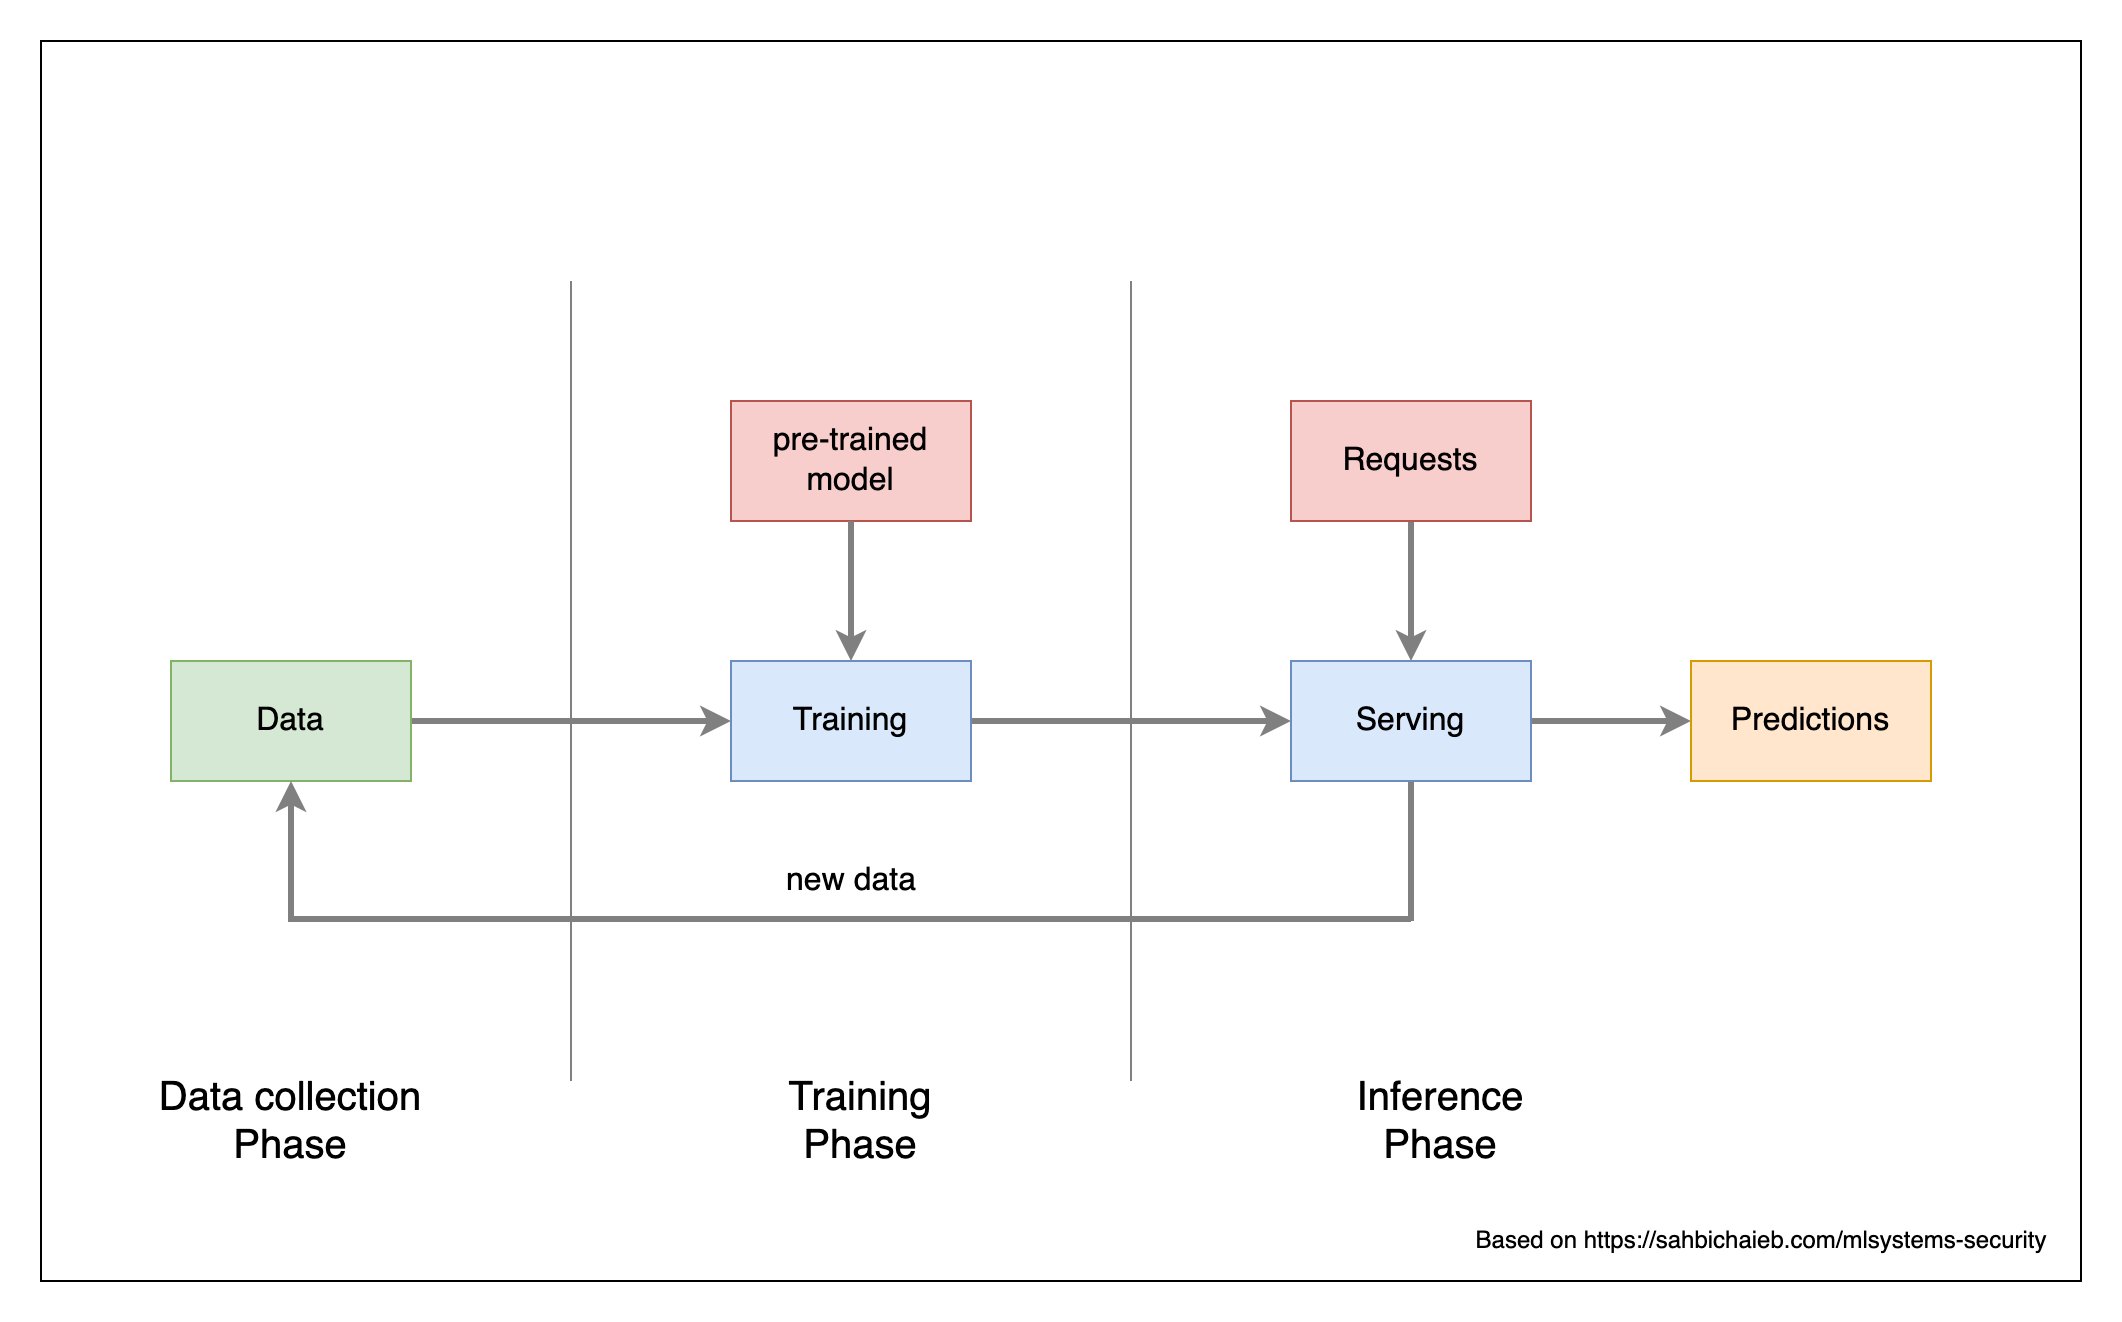 pre-trained
model
Requests
Data
Training
Serving
Predictions
new data
Data collection
Phase
Training
Phase
Inference
Phase
Based on https://sahbichaieb.com/mlsystems-security